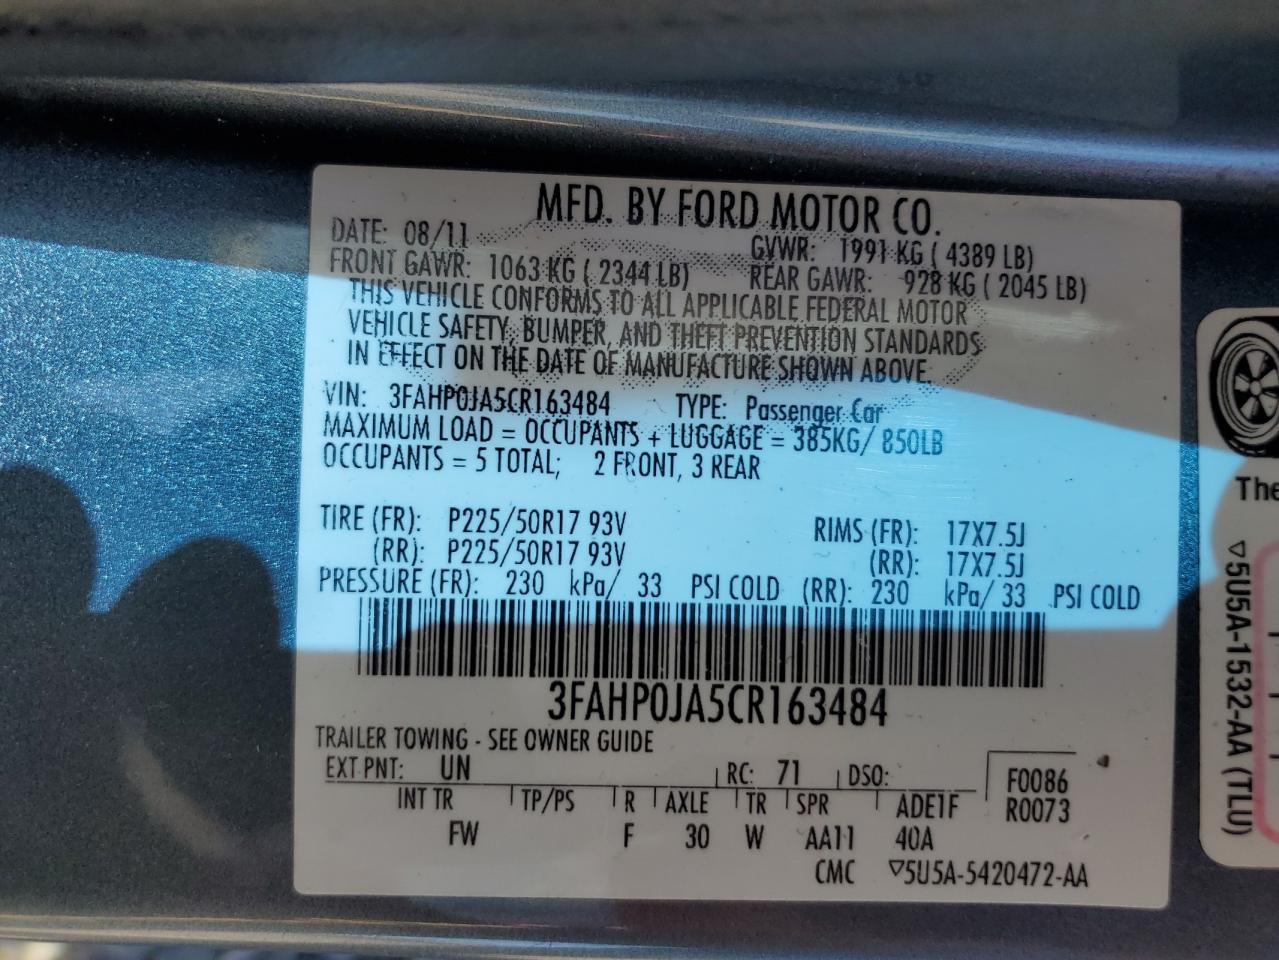 MFD. BY FORD MOTOR CO.
DATE: 08/11 GVWR: 1991 KG ( 4389 LB)
FRONT GAWR: 1063 KG ( 2344 LB) REAR GAWR: 928 KG ( 2045 LB)
THIS VEHICLE CONFORMS TO ALL APPLICABLE FEDERAL MOTOR
VEHICLE SAFETY, BUMPER, AND THEFT PREVENTION STANDARDS
IN EFFECT ON THE DATE OF MANUFACTURE SHOWN ABOVE.
VIN: 3FAHP0JA5CR163484 TYPE: Passenger Car
MAXIMUM LOAD = OCCUPANTS + LUGGAGE = 385KG/ 850LB
OCCUPANTS = 5 TOTAL; 2 FRONT, 3 REAR
TIRE (FR): P225/50R17 93V RIMS (FR): 17X7.5J
(RR): P225/50R17 93V (RR): 17X7.5J
PRESSURE (FR): 230 kPa/ 33 PSI COLD (RR): 230 kPa/ 33 PSI COLD
3FAHP0JA5CR163484
TRAILER TOWING - SEE OWNER GUIDE
EXT PNT: UN RC: 71 DSO: F0086
INT TR TP/PS R AXLE TR SPR ADE1F R0073
FW F 30 W AA11 40A
CMC ▽5U5A-5420472-AA
The
▽5U5A-1532-AA (TLU)